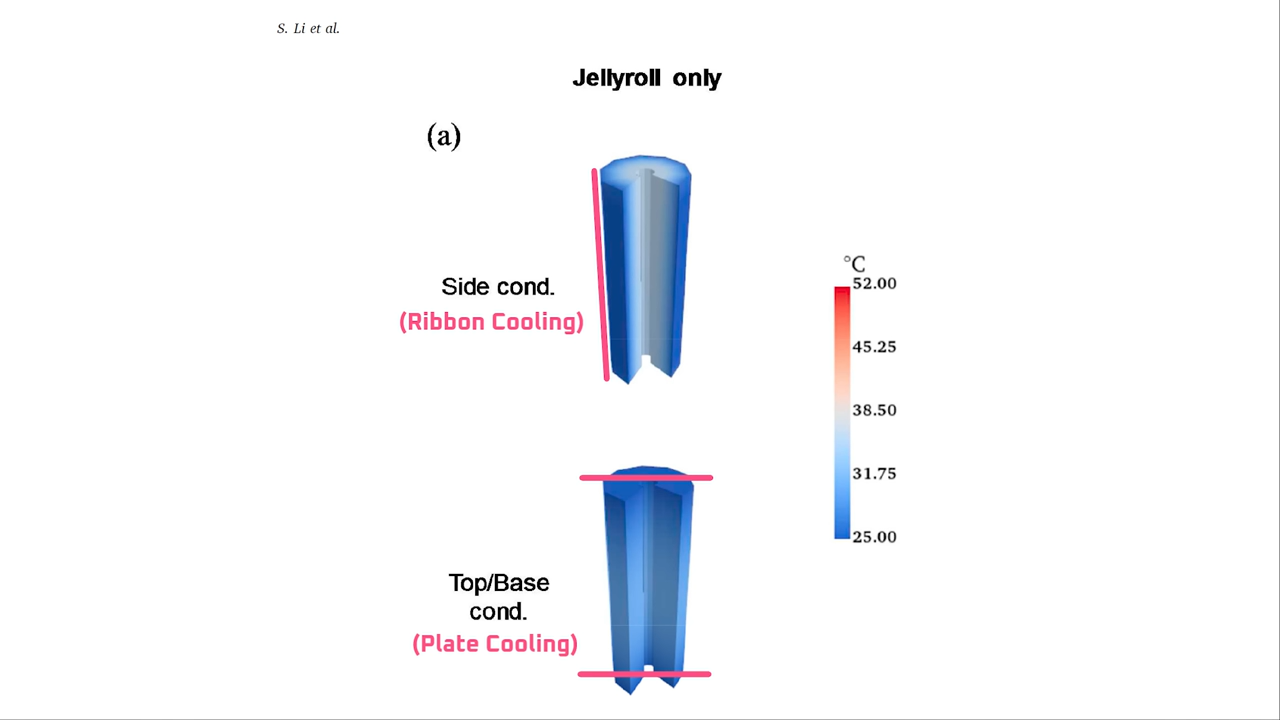 S. Li et al.
Jellyroll only
(a)
Side cond.
(Ribbon Cooling)
°C
52.00
45.25
38.50
31.75
25.00
Top/Base
cond.
(Plate Cooling)